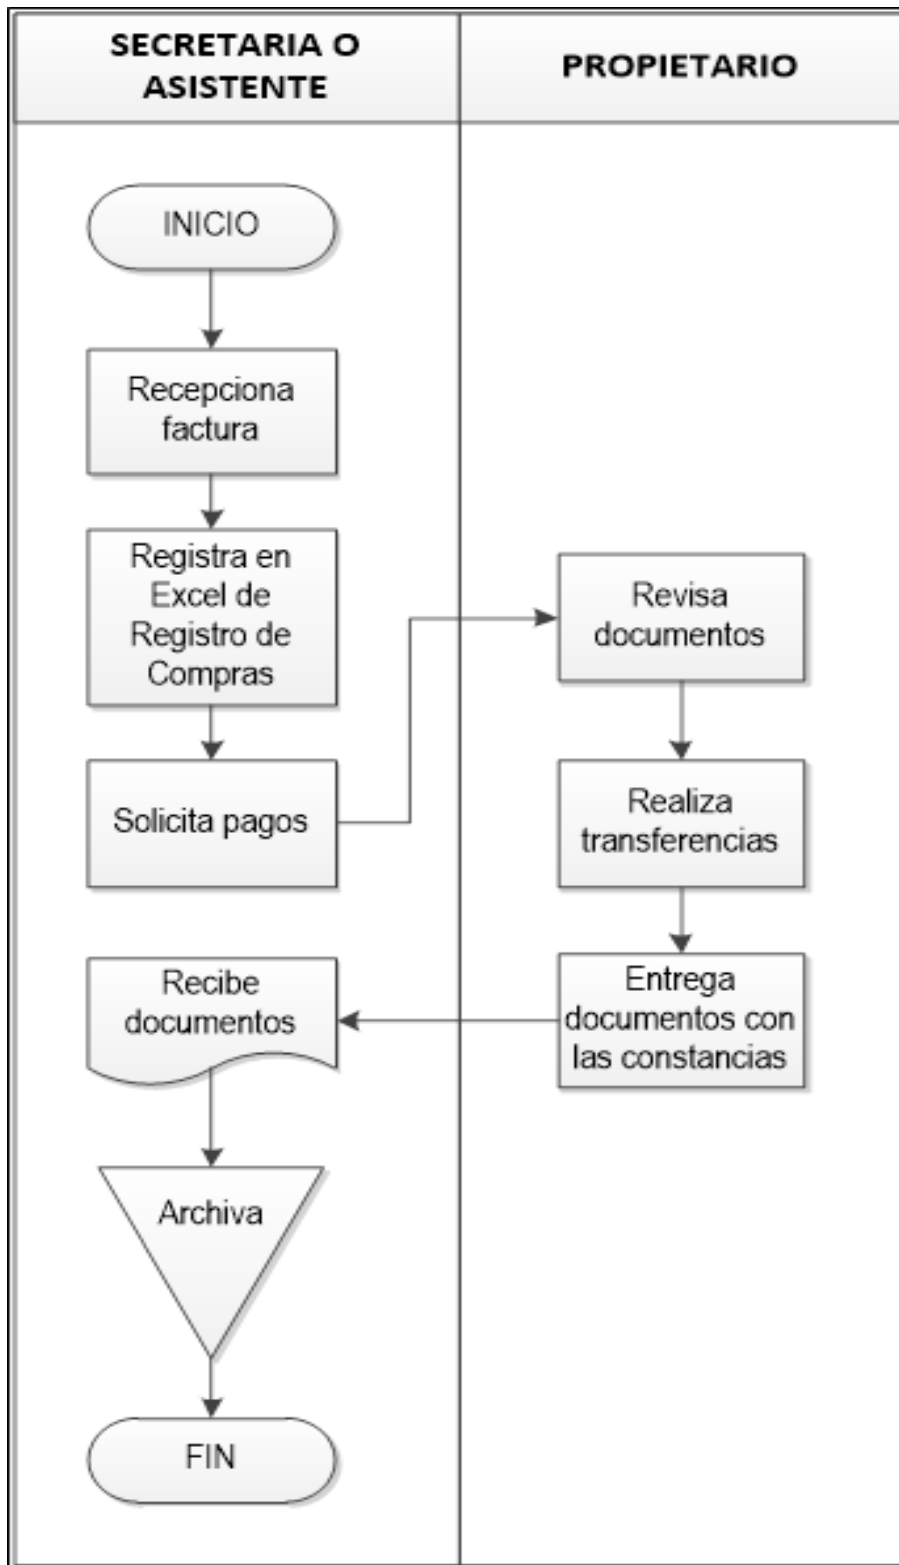 SECRETARIA O
ASISTENTE
PROPIETARIO
INICIO
Recepciona
factura
Registra en
Excel de
Registro de
Compras
Solicita pagos
Revisa
documentos
Realiza
transferencias
Entrega
documentos con
las constancias
Recibe
documentos
Archiva
FIN